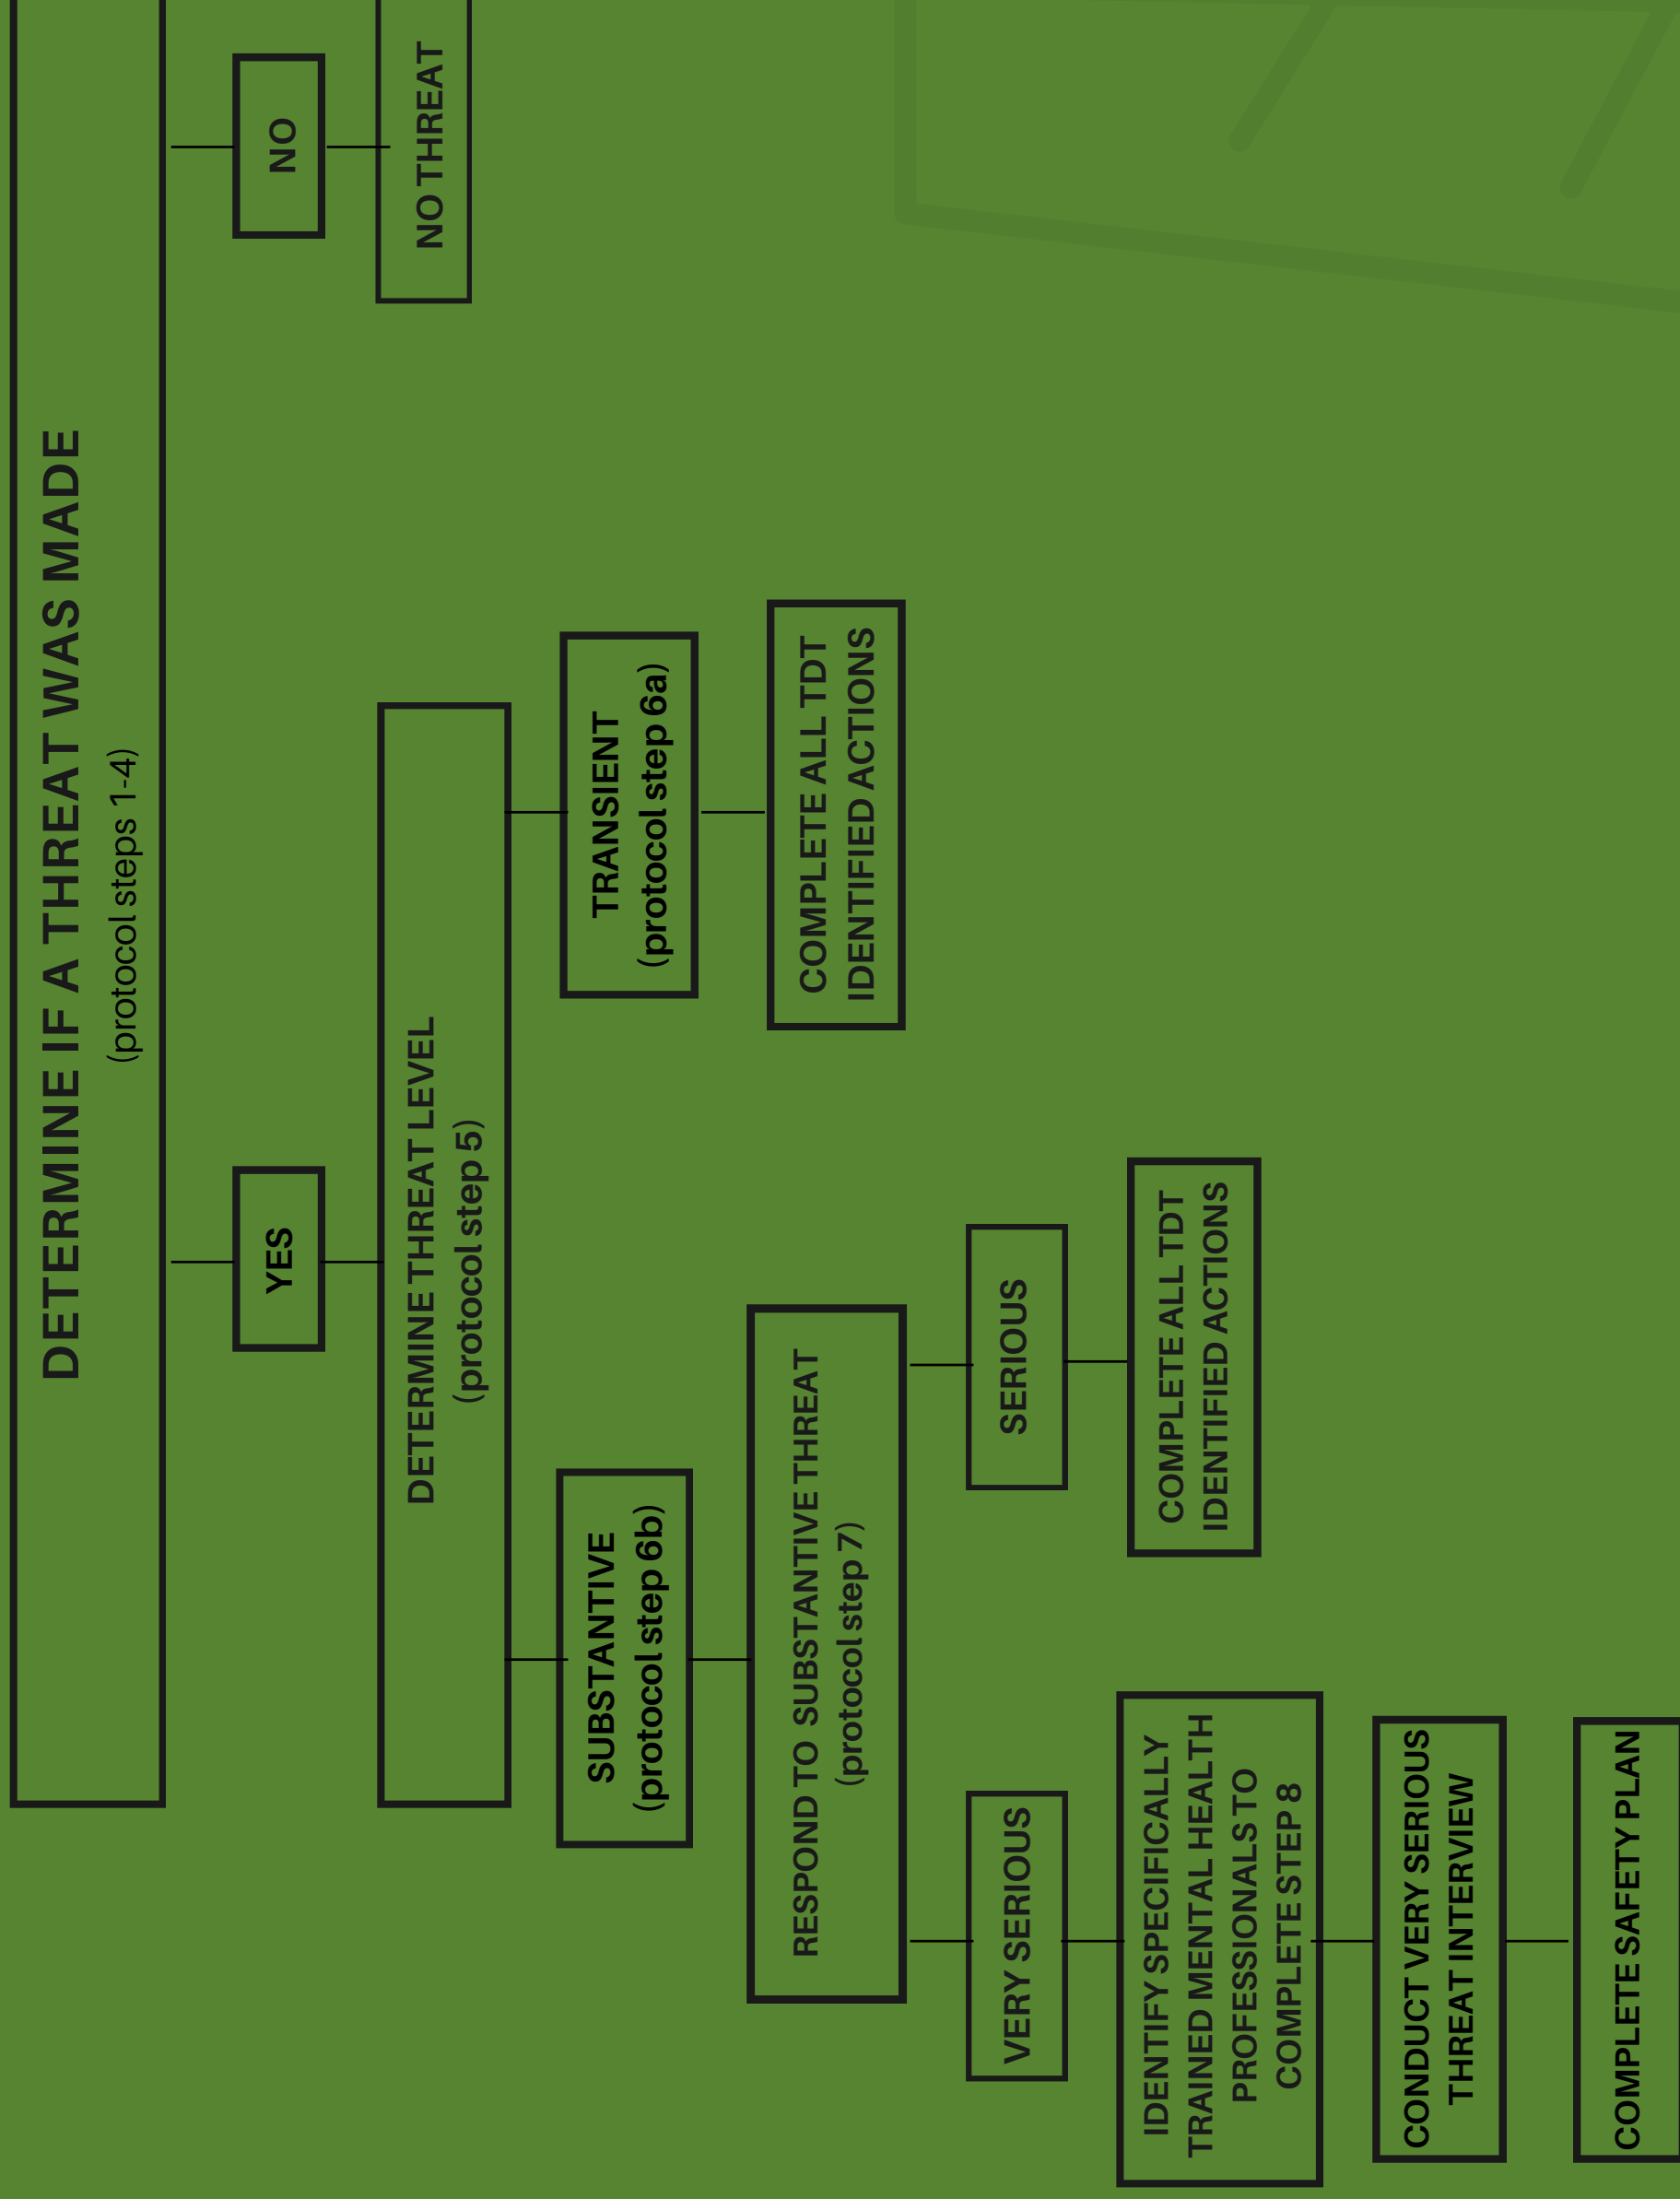 DETERMINE IF A THREAT WAS MADE
(protocol steps 1-4)
YES
NO
DETERMINE THREAT LEVEL
(protocol step 5)
NO THREAT
SUBSTANTIVE
(protocol step 6b)
TRANSIENT
(protocol step 6a)
RESPOND TO SUBSTANTIVE THREAT
(protocol step 7)
COMPLETE ALL TDT
IDENTIFIED ACTIONS
VERY SERIOUS
SERIOUS
IDENTIFY SPECIFICALLY
TRAINED MENTAL HEALTH
PROFESSIONALS TO
COMPLETE STEP 8
COMPLETE ALL TDT
IDENTIFIED ACTIONS
CONDUCT VERY SERIOUS
THREAT INTERVIEW
COMPLETE SAFETY PLAN